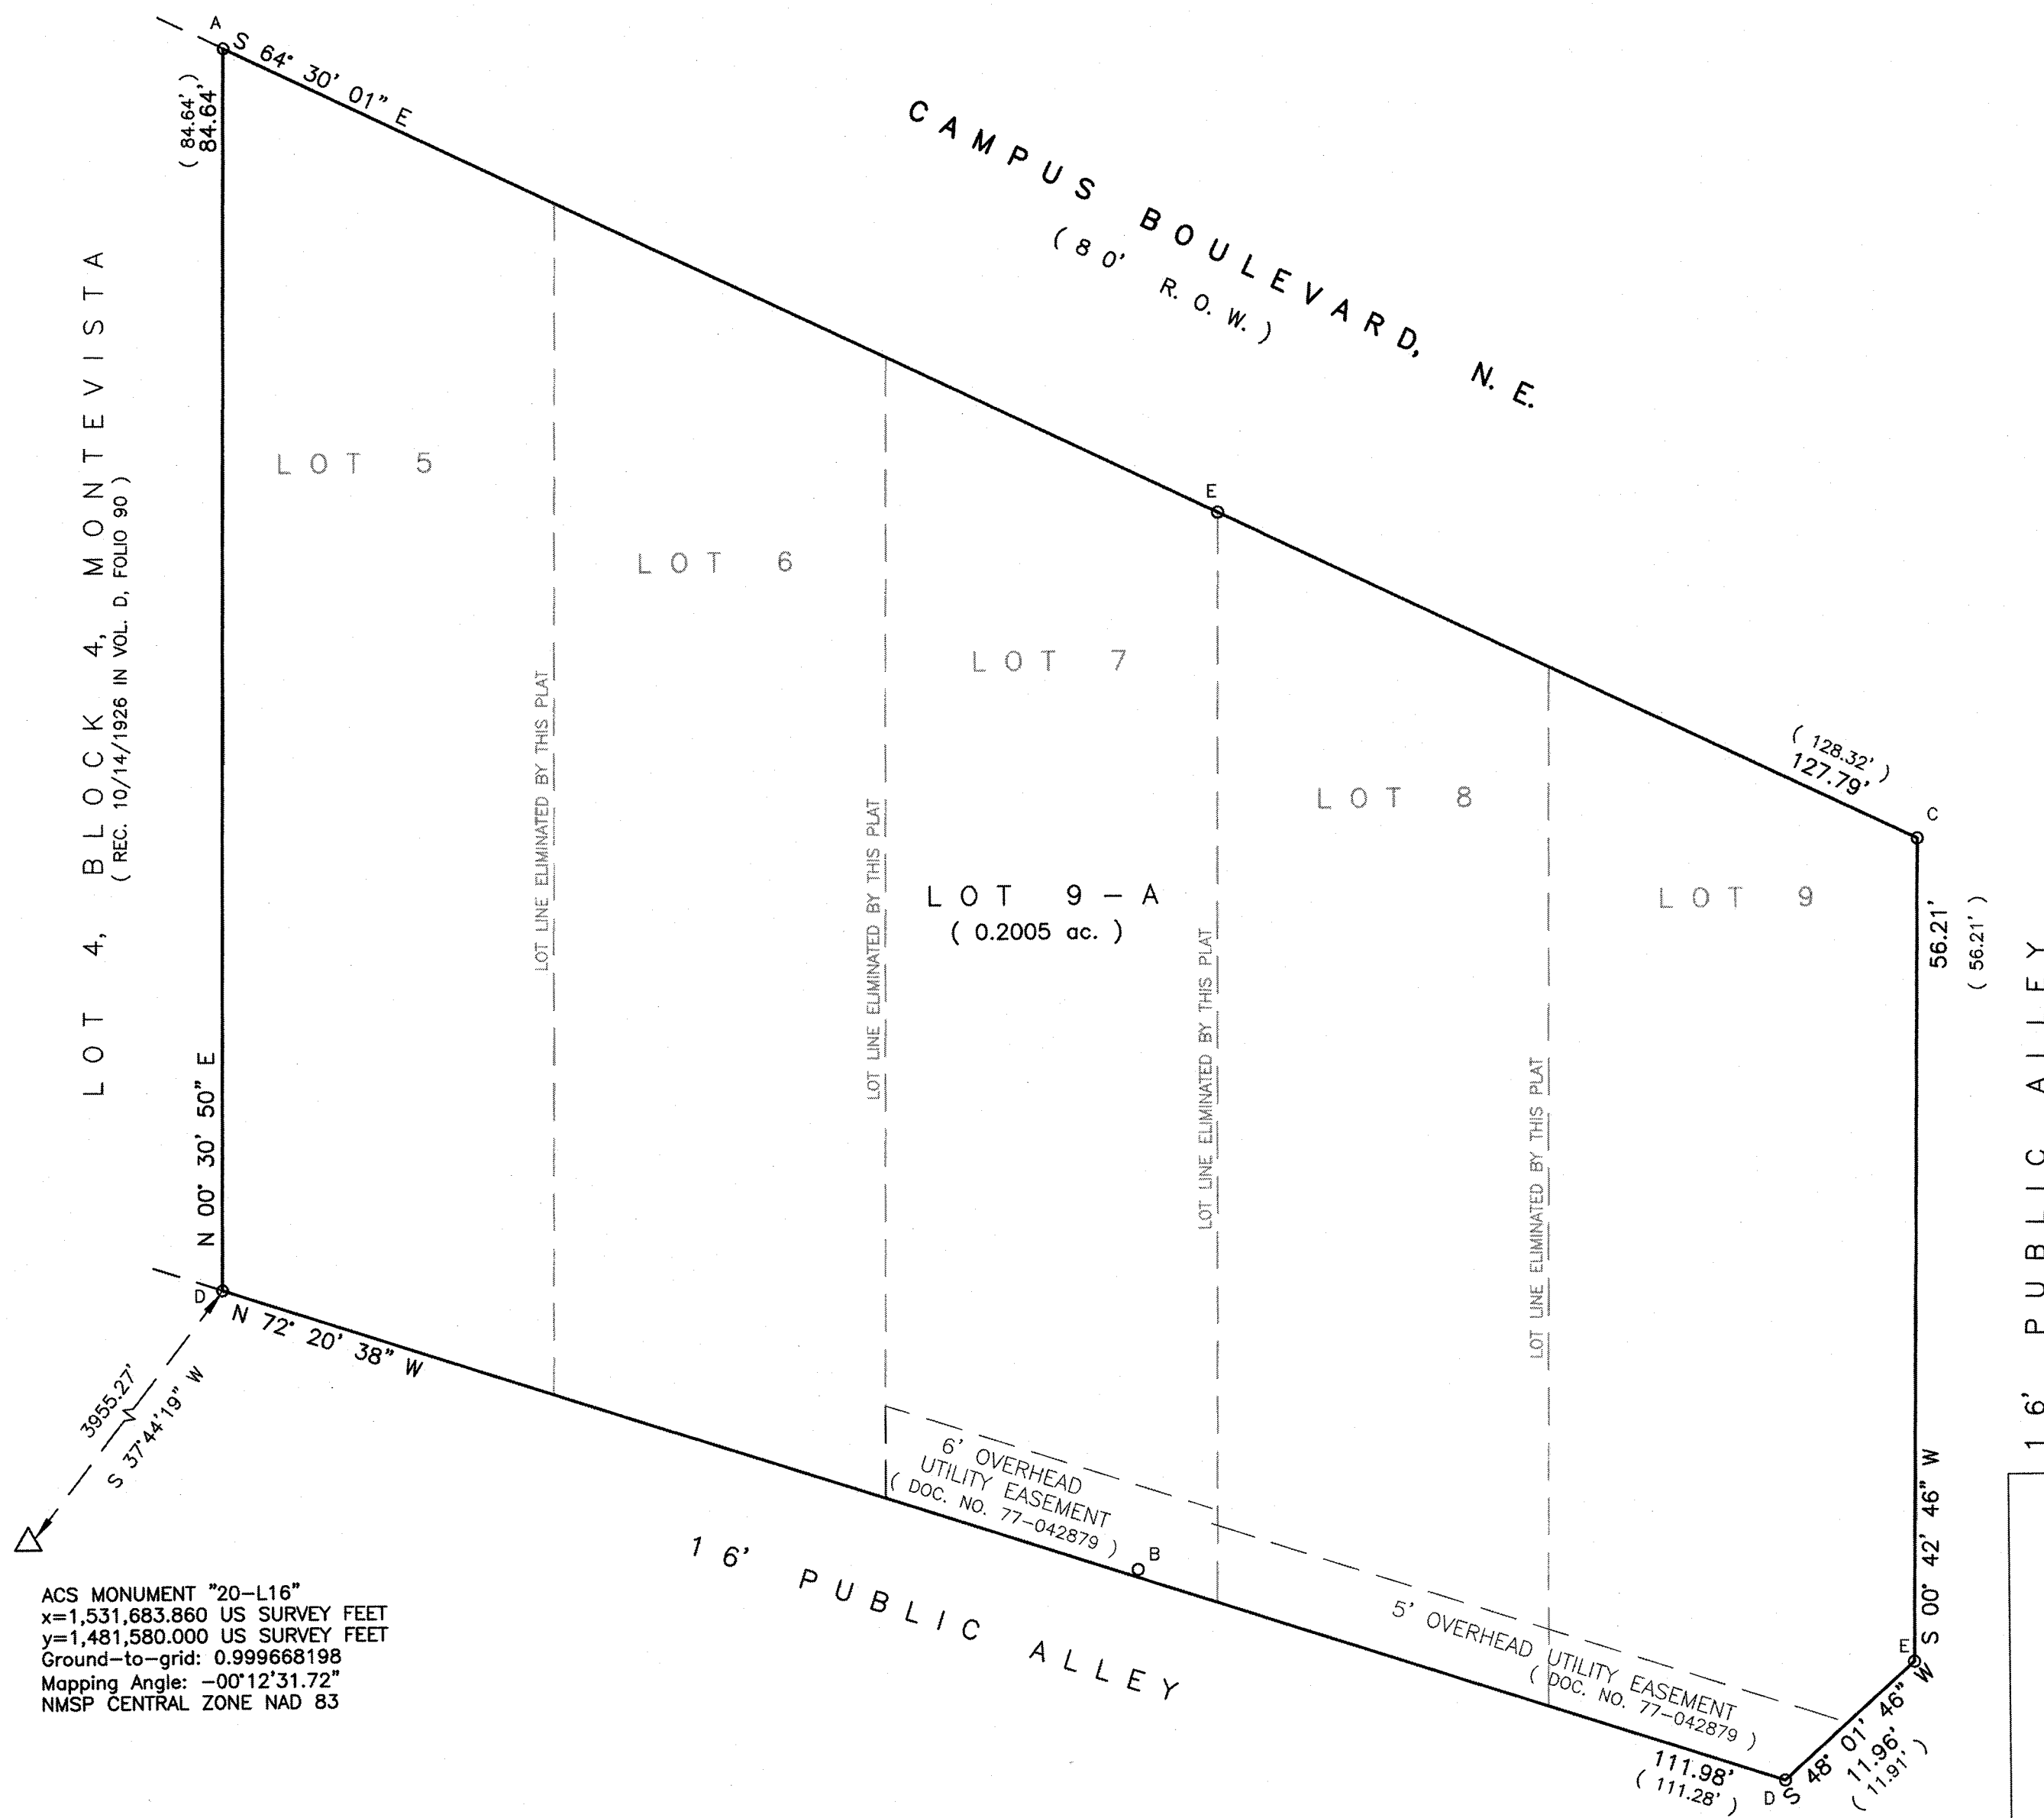 A
S 64° 30' 01" E
( 84.64' )
84.64'
CAMPUS BOULEVARD, N.E.
( 80' R.O.W. )
LOT 4, BLOCK 4, MONTEVISTA
( REC. 10/14/1926 IN VOL. D, FOLIO 90 )
LOT 5
LOT 6
LOT 7
LOT 8
LOT 9
E
( 128.32' )
127.79'
C
LOT LINE ELIMINATED BY THIS PLAT
LOT LINE ELIMINATED BY THIS PLAT
LOT LINE ELIMINATED BY THIS PLAT
LOT LINE ELIMINATED BY THIS PLAT
LOT 9-A
( 0.2005 ac. )
56.21'
( 56.21' )
16' PUBLIC ALLEY
N 00° 30' 50" E
D
N 72° 20' 38" W
3955.27'
S 37°44'19" W
6' OVERHEAD
UTILITY EASEMENT
( DOC. NO. 77-042879 )
B
16' PUBLIC ALLEY
5' OVERHEAD UTILITY EASEMENT
( DOC. NO. 77-042879 )
S 00° 42' 46" W
E
S 48° 01' 46" W
11.96'
( 11.91' )
111.98'
( 111.28' )
D
ACS MONUMENT "20-L16"
x=1,531,683.860 US SURVEY FEET
y=1,481,580.000 US SURVEY FEET
Ground-to-grid: 0.999668198
Mapping Angle: -00°12'31.72"
NMSP CENTRAL ZONE NAD 83